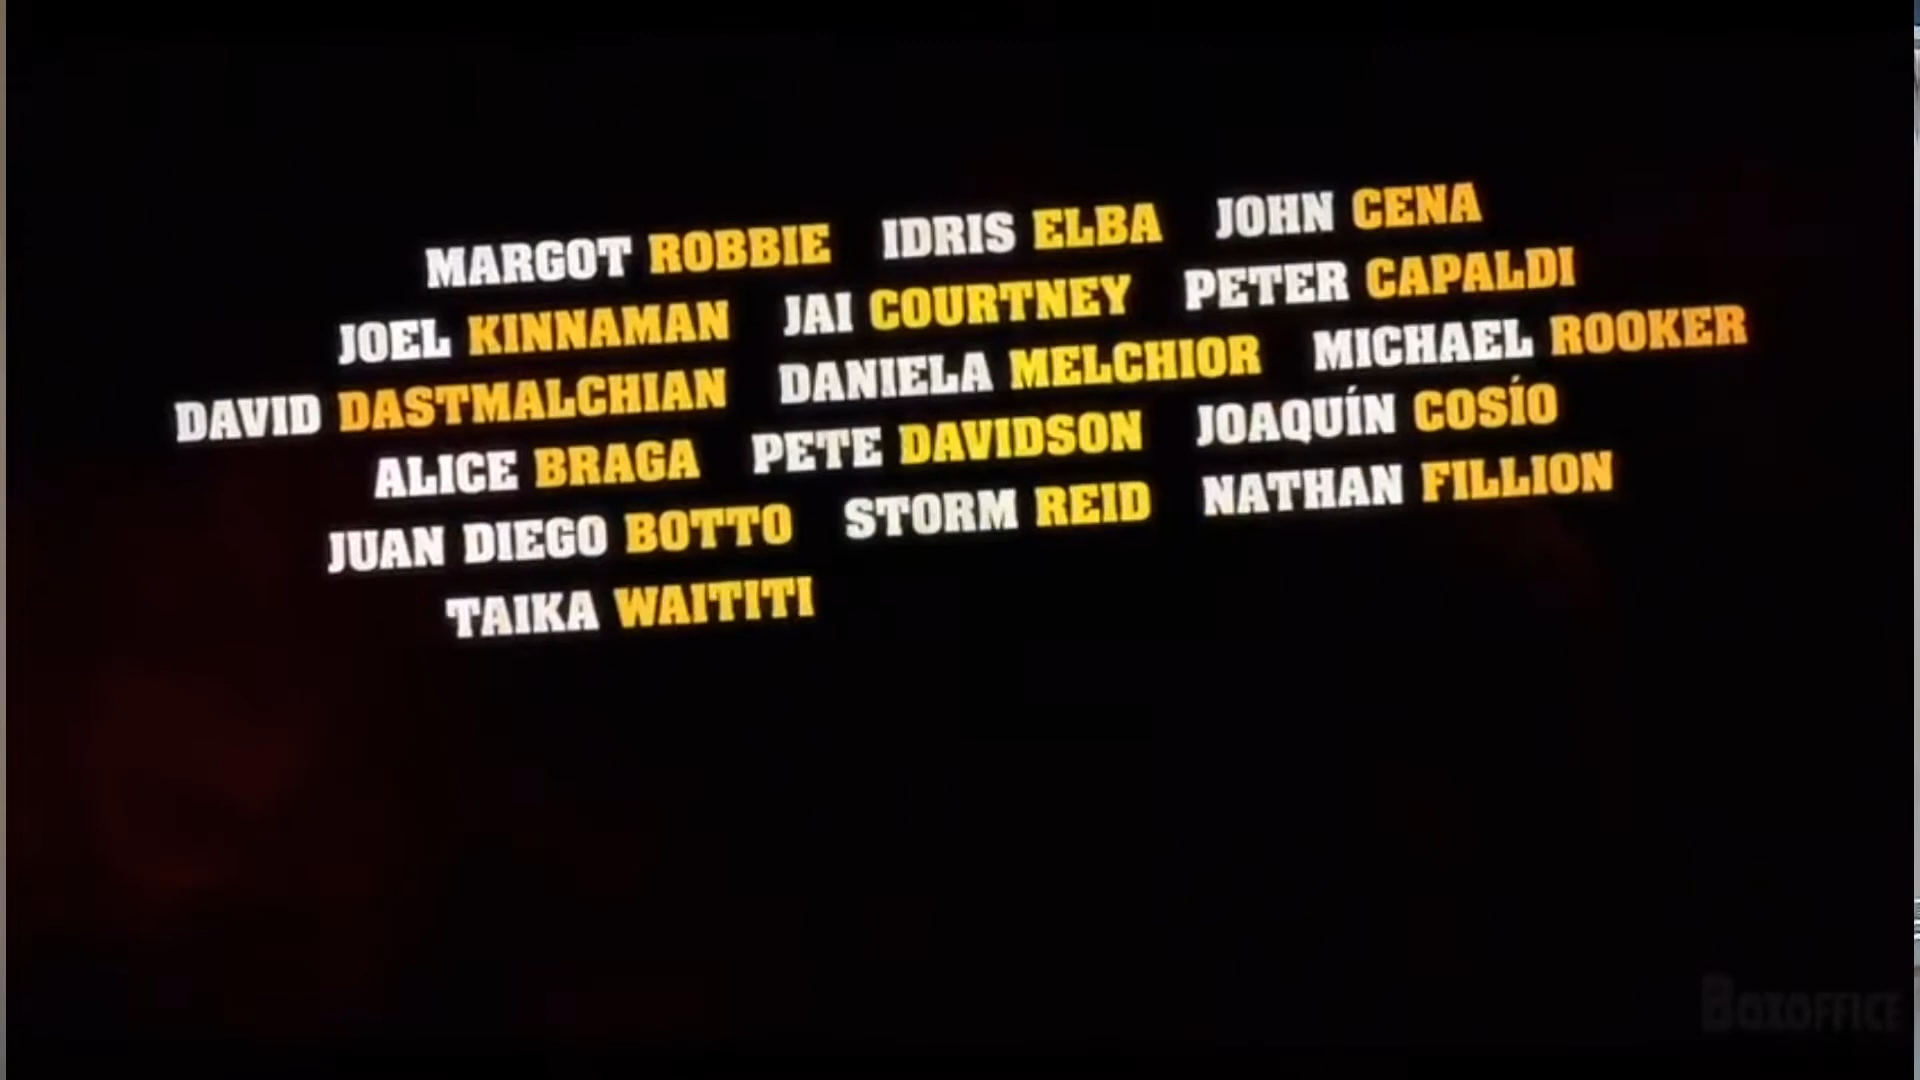 MARGOT ROBBIE IDRIS ELBA JOHN CENA
JOEL KINNAMAN JAI COURTNEY PETER CAPALDI
DAVID DASTMALCHIAN DANIELA MELCHIOR MICHAEL ROOKER
ALICE BRAGA PETE DAVIDSON JOAQUÍN COSÍO
JUAN DIEGO BOTTO STORM REID NATHAN FILLION
TAIKA WAITITI
BOXOFFICE